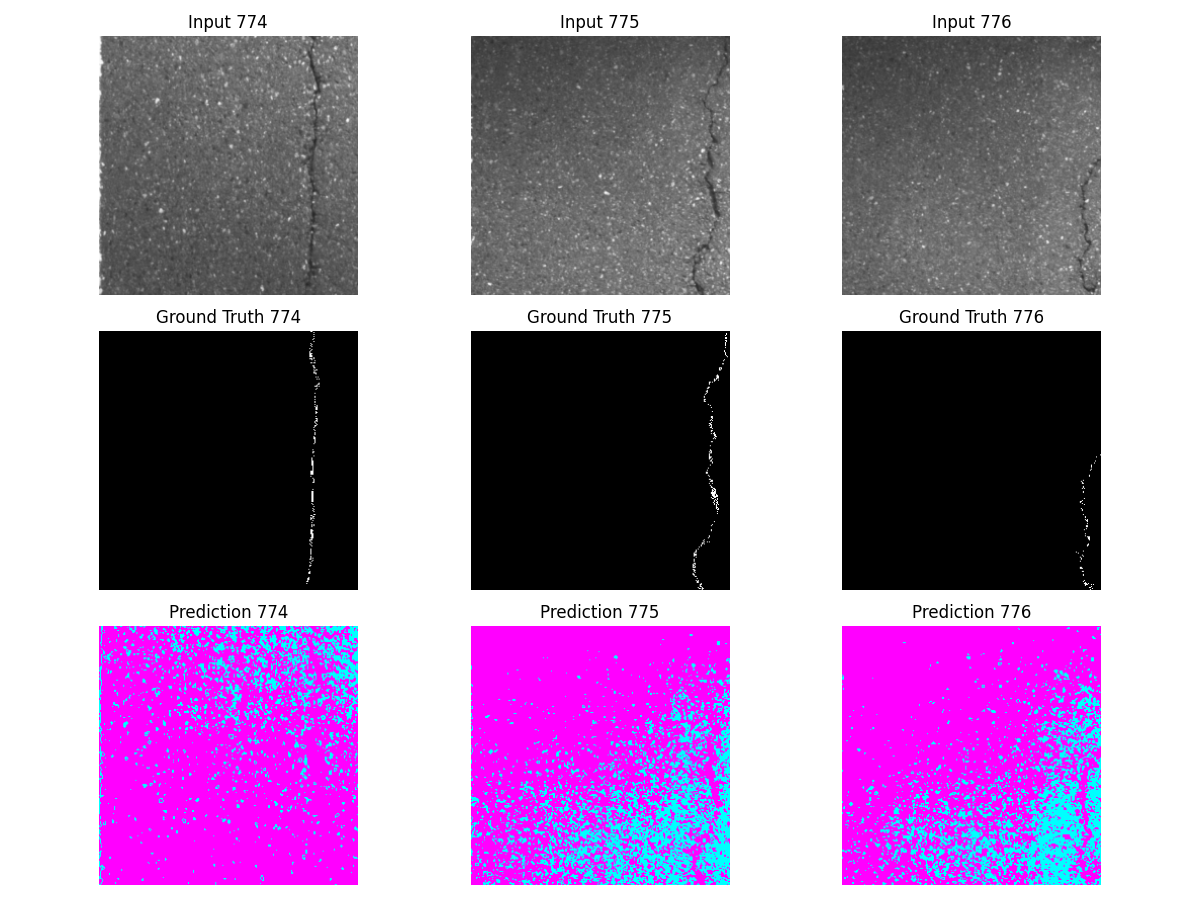 Input 774
Input 775
Input 776
Ground Truth 774
Ground Truth 775
Ground Truth 776
Prediction 774
Prediction 775
Prediction 776